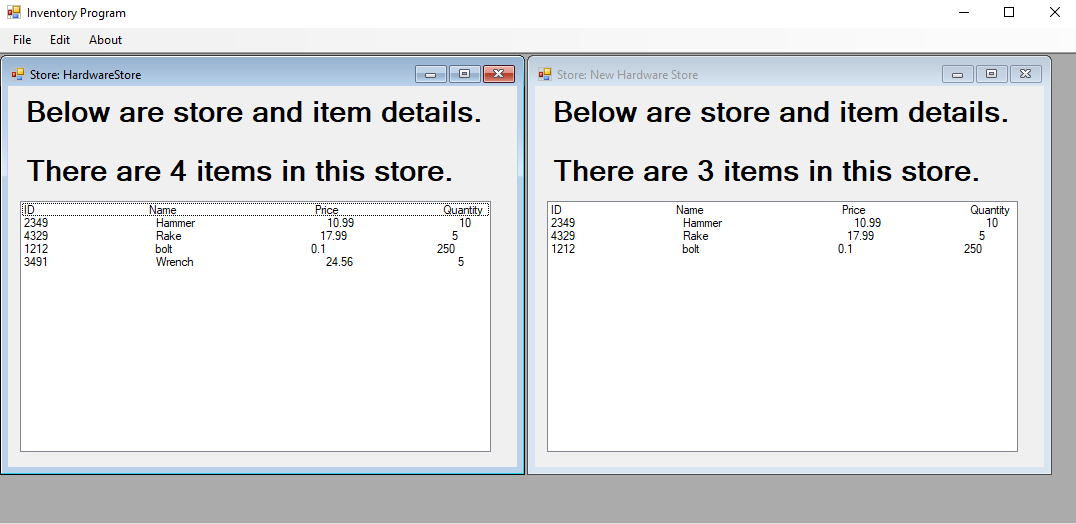 Inventory Program
File Edit About
Store: HardwareStore
Below are store and item details.
There are 4 items in this store.
ID Name Price Quantity
2349 Hammer 10.99 10
4329 Rake 17.99 5
1212 bolt 0.1 250
3491 Wrench 24.56 5
Store: New Hardware Store
Below are store and item details.
There are 3 items in this store.
ID Name Price Quantity
2349 Hammer 10.99 10
4329 Rake 17.99 5
1212 bolt 0.1 250